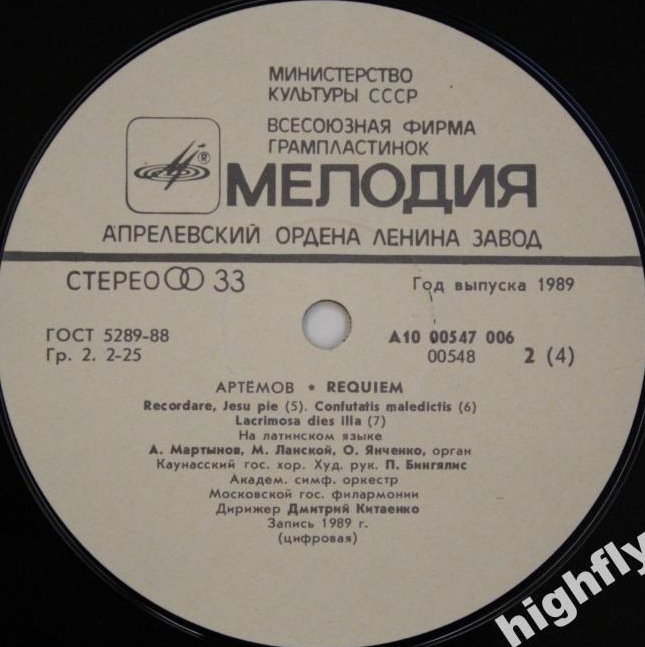 МИНИСТЕРСТВО
КУЛЬТУРЫ СССР
ВСЕСОЮЗНАЯ ФИРМА
ГРАМПЛАСТИНОК
®
МЕЛОДИЯ
АПРЕЛЕВСКИЙ ОРДЕНА ЛЕНИНА ЗАВОД
СТЕРЕО 33
Год выпуска 1989
ГОСТ 5289-88
Гр. 2. 2-25
А10 00547 006
00548 2 (4)
АРТЕМОВ ★ REQUIEM
Recordare, Jesu pie (5). Confutatis maledictis (6)
Lacrimosa dies illa (7)
На латинском языке
А. Мартынов, М. Ланской, О. Янченко, орган
Каунасский гос. хор. Худ. рук. П. Бингялис
Академ. симф. оркестр
Московской гос. филармонии
Дирижер Дмитрий Китаенко
Запись 1989 г.
(цифровая)
highfly